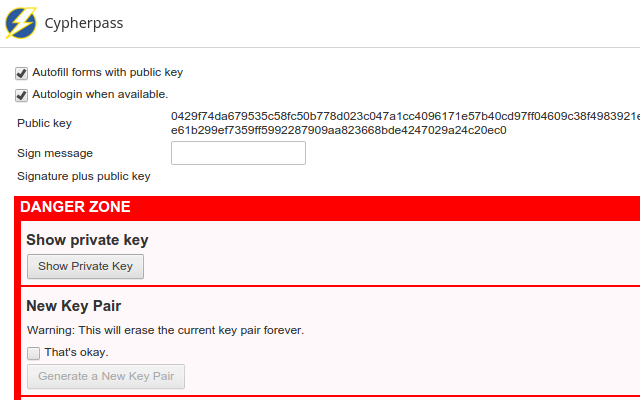 Cypherpass
Autofill forms with public key
Autologin when available.
Public key
0429f74da679535c58fc50b778d023c047a1cc4096171e57b40cd97ff04609c38f4983921e
e61b299ef7359ff5992287909aa823668bde4247029a24c20ec0
Sign message
Signature plus public key
DANGER ZONE
Show private key
Show Private Key
New Key Pair
Warning: This will erase the current key pair forever.
That's okay.
Generate a New Key Pair